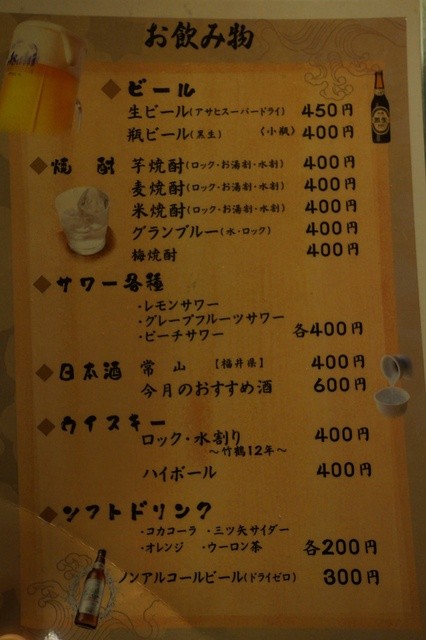 お飲み物
◆ビール
生ビール(アサヒスーパードライ) 450円
瓶ビール(黒生) 〈小瓶〉 400円
◆焼酎 芋焼酎(ロック・お湯割・水割) 400円
麦焼酎(ロック・お湯割・水割) 400円
米焼酎(ロック・お湯割・水割) 400円
グランブルー(水・ロック) 400円
梅焼酎 400円
◆サワー各種
・レモンサワー
・グレープフルーツサワー
・ピーチサワー 各400円
◆日本酒 常山 [福井県] 400円
今月のおすすめ酒 600円
◆ウイスキー
ロック・水割り 400円
～竹鶴12年～
ハイボール 400円
◆ソフトドリンク
・コカコーラ ・三ツ矢サイダー
・オレンジ ・ウーロン茶 各200円
ノンアルコールビール(ドライゼロ) 300円